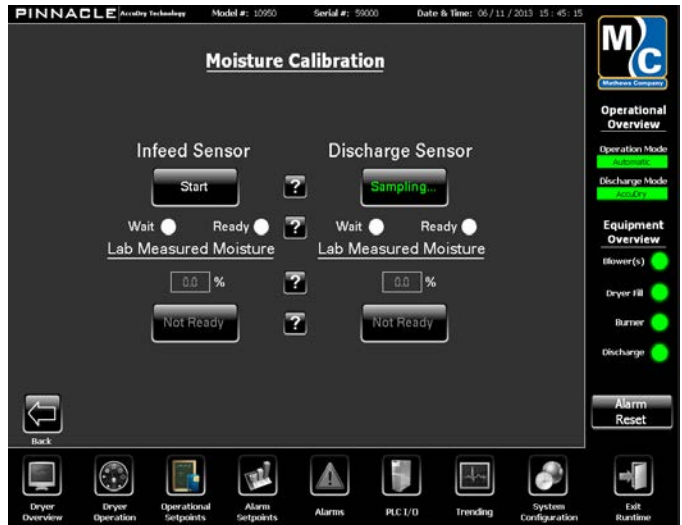 PINNACLE AccuDry Technology Model #: 10950 Serial #: 59000 Date & Time: 06/11/2013 15:45:15
MC
Mathews Company
Moisture Calibration
Infeed Sensor Discharge Sensor
Start ? Sampling...
Wait Ready ? Wait Ready
Lab Measured Moisture Lab Measured Moisture
0.0 % ? 0.0 %
Not Ready ? Not Ready
Back
Operational
Overview
Operation Mode
Automatic
Discharge Mode
AccuDry
Equipment
Overview
Blower(s)
Dryer Fill
Burner
Discharge
Alarm
Reset
Dryer
Overview
Dryer
Operation
Operational
Setpoints
Alarm
Setpoints
Alarms
PLC I/O
Trending
System
Configuration
Exit
Runtime